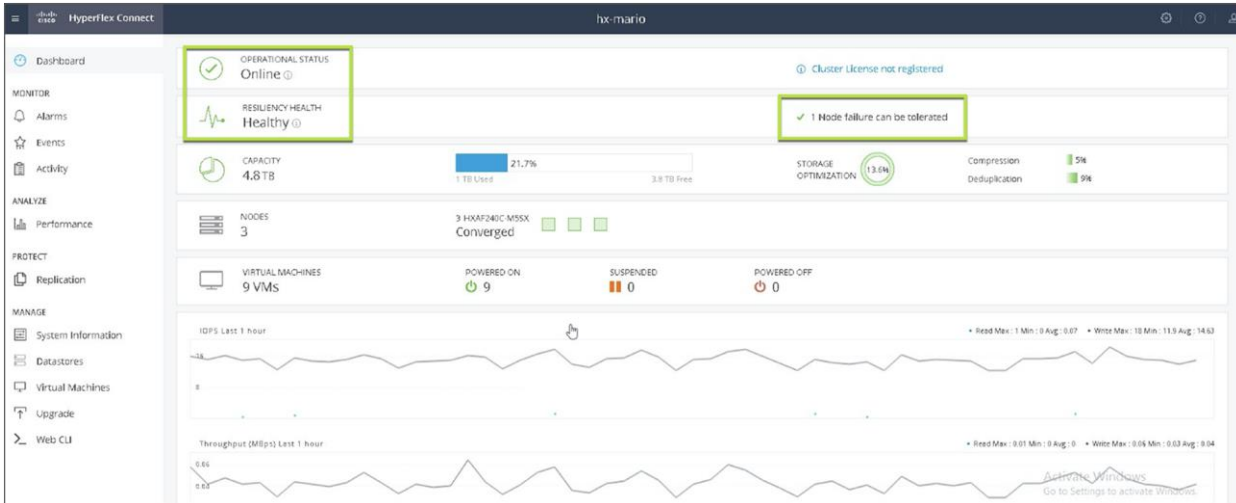 cisco HyperFlex Connect
hx-mario
Dashboard
MONITOR
Alarms
Events
Activity
ANALYZE
Performance
PROTECT
Replication
MANAGE
System Information
Datastores
Virtual Machines
Upgrade
Web CLI
OPERATIONAL STATUS
Online
Cluster License not registered
RESILIENCY HEALTH
Healthy
1 Node failure can be tolerated
CAPACITY
4.8 TB
21.7%
1 TB Used
3.8 TB Free
STORAGE OPTIMIZATION
13.6%
Compression 5%
Deduplication 9%
NODES
3
3 HXAF240C-M5SX
Converged
VIRTUAL MACHINES
9 VMs
POWERED ON
9
SUSPENDED
0
POWERED OFF
0
IOPS Last 1 hour
Read Max : 1 Min : 0 Avg : 0.07 Write Max : 18 Min : 11.9 Avg : 14.63
16
8
Throughput (MBps) Last 1 hour
Read Max : 0.01 Min : 0 Avg : 0 Write Max : 0.06 Min : 0.03 Avg : 0.04
0.06
Activate Windows
Go to Settings to activate Windows.